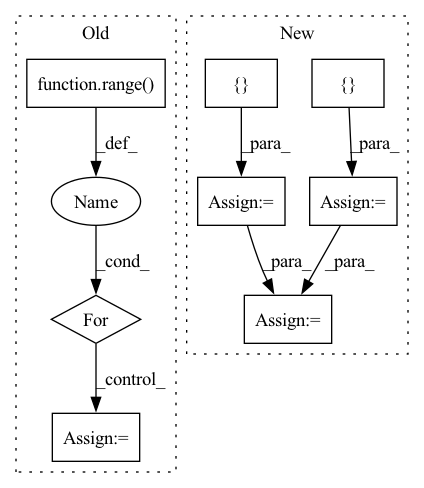 Old
New
function.range()
{}
{}
_def_
_para_
_para_
Name
Assign:=
Assign:=
_cond_
_para_
_para_
For
Assign:=
_control_
Assign:=